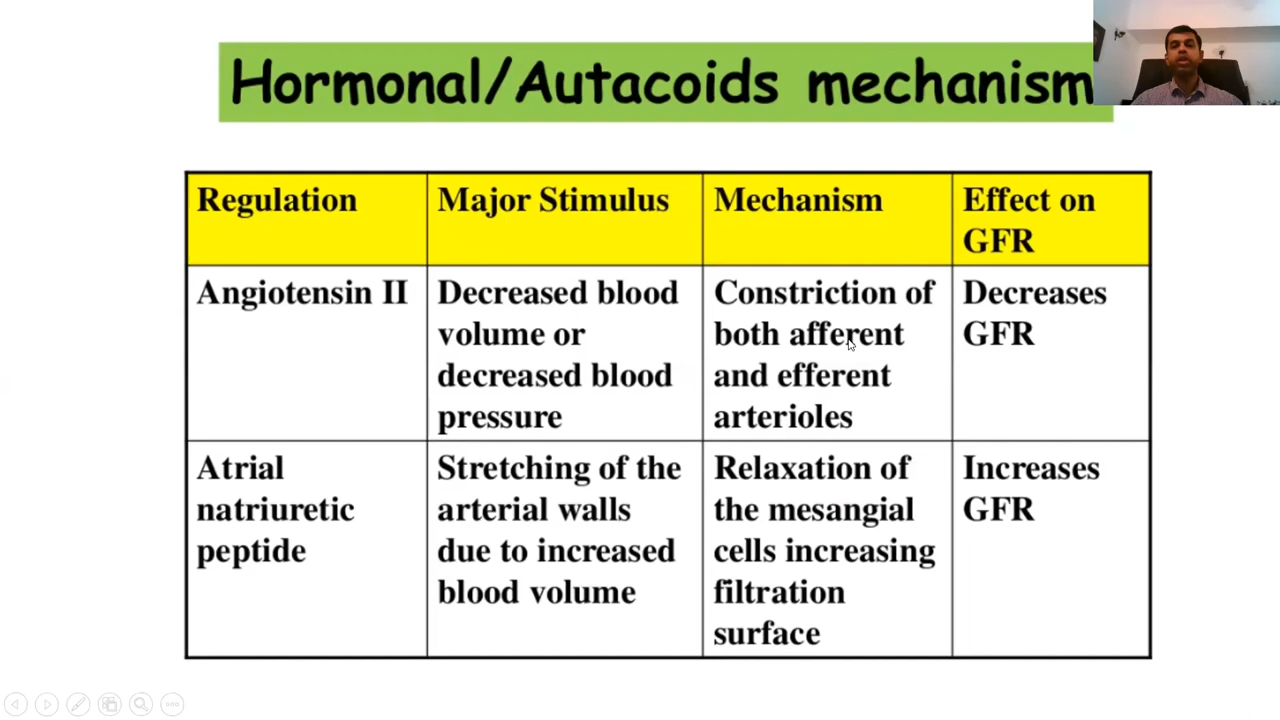 Hormonal/Autacoids mechanism
Regulation
Major Stimulus
Mechanism
Effect on
GFR
Angiotensin II
Decreased blood
volume or
decreased blood
pressure
Constriction of
both afferent
and efferent
arterioles
Decreases
GFR
Atrial
natriuretic
peptide
Stretching of the
arterial walls
due to increased
blood volume
Relaxation of
the mesangial
cells increasing
filtration
surface
Increases
GFR